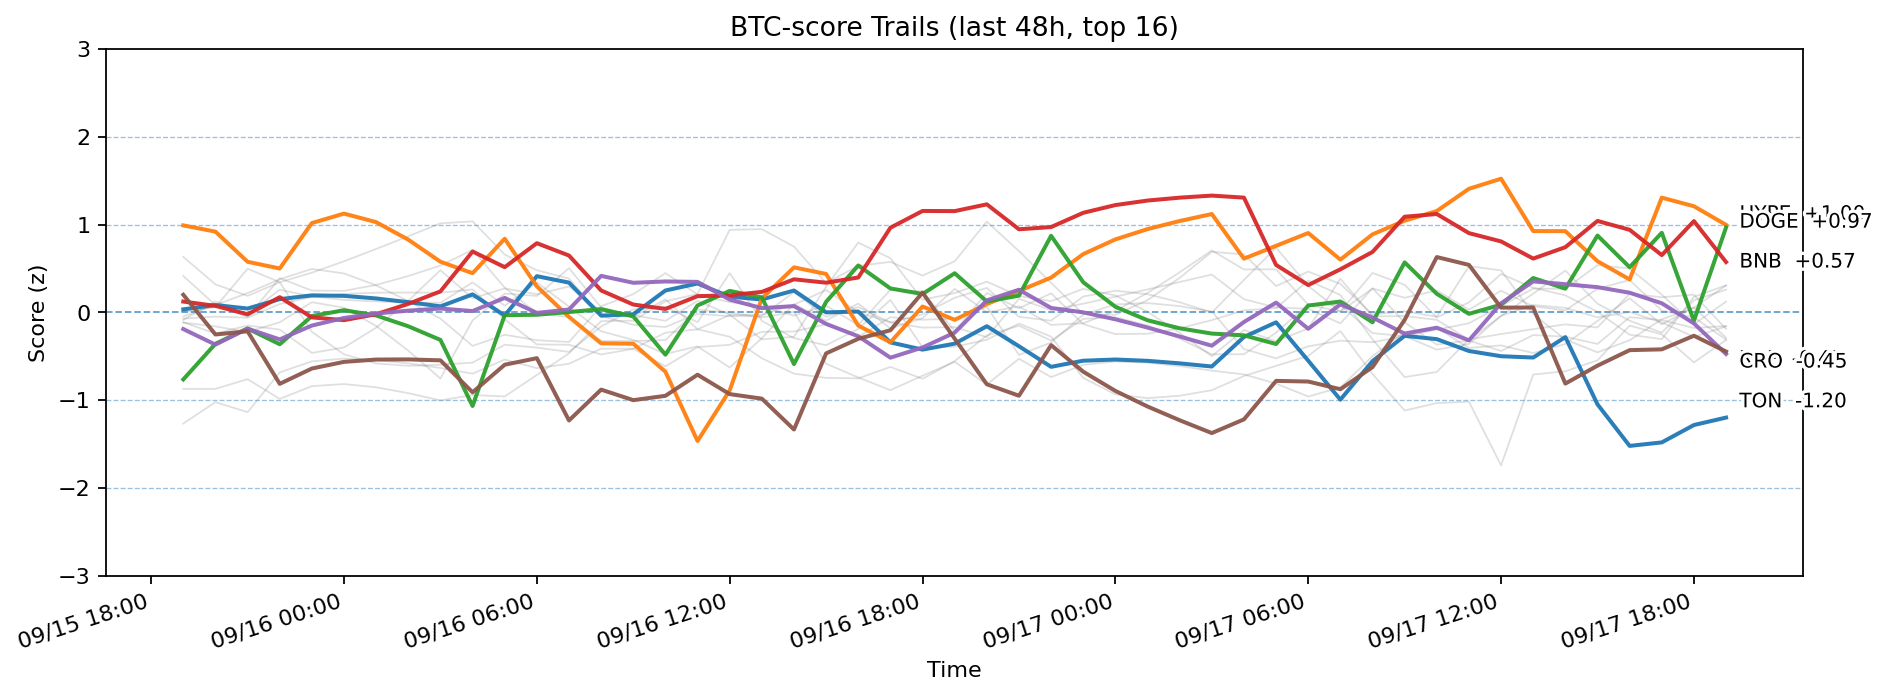 BTC-score Trails (last 48h, top 16)
3
2
1
0
−1
−2
−3
Score (z)
DOGE +0.97
BNB +0.57
CRO -0.45
TON -1.20
09/15 18:00
09/16 00:00
09/16 06:00
09/16 12:00
09/16 18:00
09/17 00:00
09/17 06:00
09/17 12:00
09/17 18:00
Time